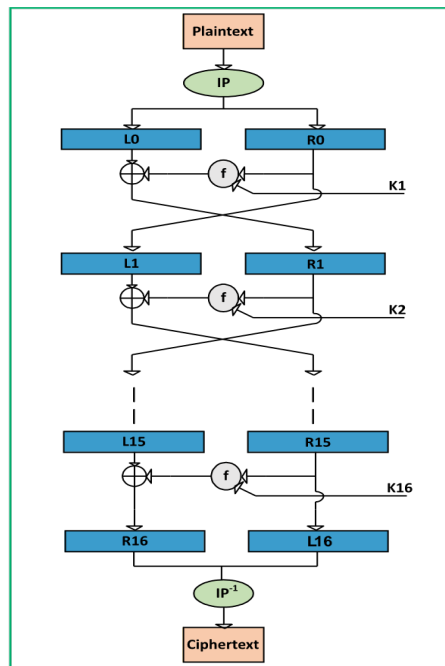 Plaintext
IP
L0 R0
f
K1
L1 R1
f
K2
L15 R15
f
K16
R16 L16
IP⁻¹
Ciphertext